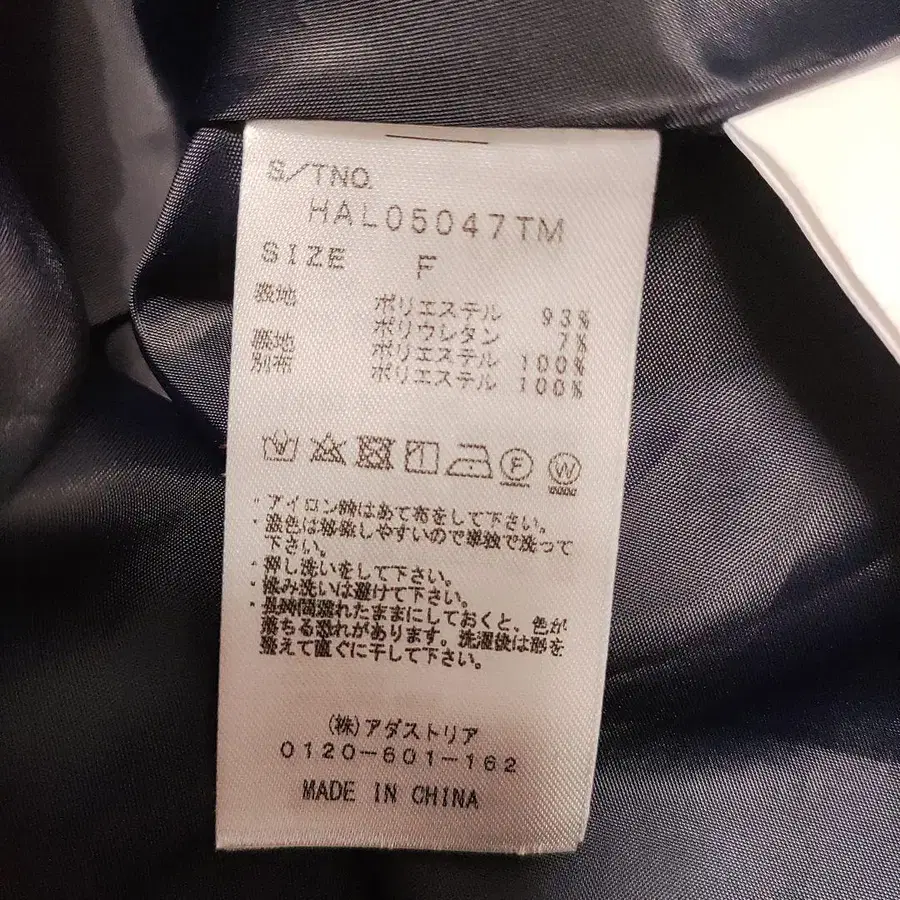 S/TNO.
HAL05047TM
SIZE F
表地 ポリエステル 93%
ポリウレタン 7%
裏地 ポリエステル 100%
別布 ポリエステル 100%
F W
・アイロン時はあて布をして下さい。
・濃色は移染しやすいので単独で洗って
下さい。
・押し洗いをして下さい。
・揉み洗いは避けて下さい。
・長時間濡れたままにしておくと、色が
落ちる恐れがあります。洗濯後は形を
整えて直ぐに干して下さい。
(株)アダストリア
0120-601-162
MADE IN CHINA